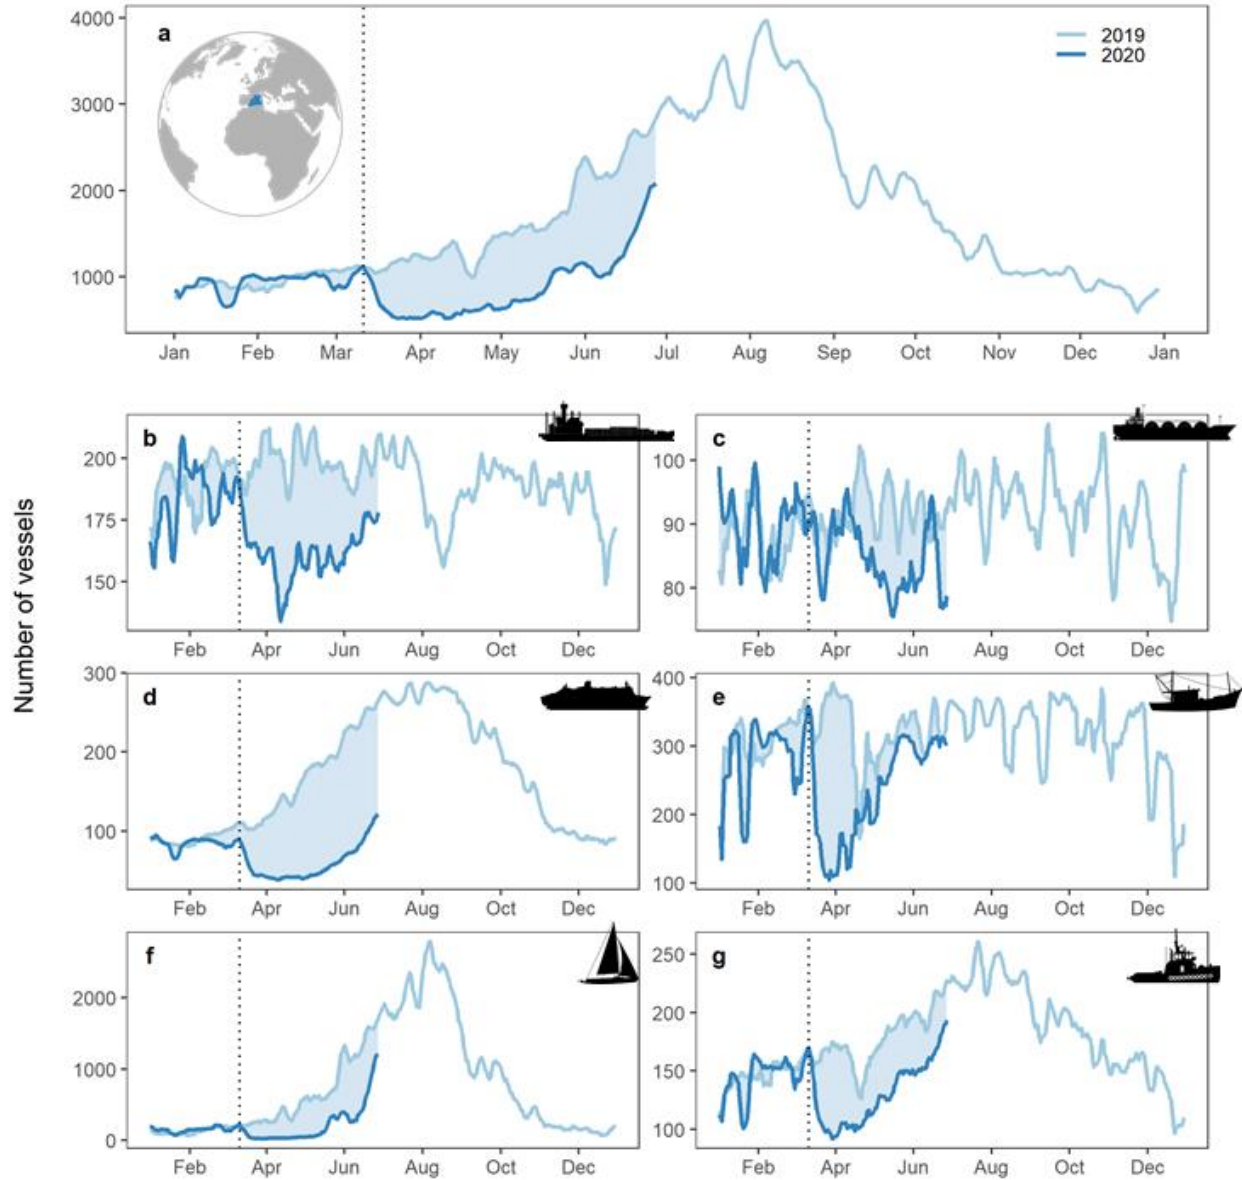 a
2019
2020
4000
3000
2000
1000
Jan Feb Mar Apr May Jun Jul Aug Sep Oct Nov Dec Jan
Number of vessels
b
200
175
150
Feb Apr Jun Aug Oct Dec
c
100
90
80
Feb Apr Jun Aug Oct Dec
d
300
200
100
Feb Apr Jun Aug Oct Dec
e
400
300
200
100
Feb Apr Jun Aug Oct Dec
f
2000
1000
0
Feb Apr Jun Aug Oct Dec
g
250
200
150
100
Feb Apr Jun Aug Oct Dec